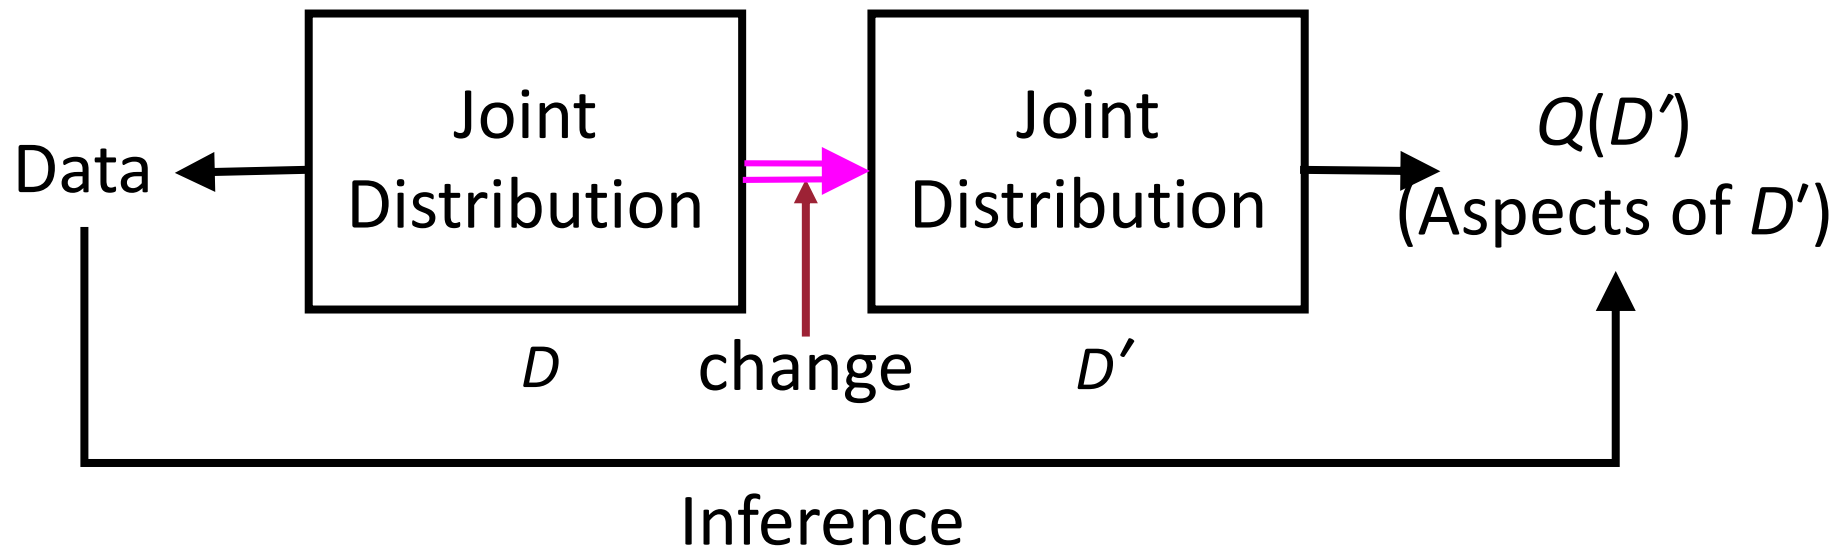 Data
Joint
Distribution
D
change
Joint
Distribution
D′
Q(D′)
(Aspects of D′)
Inference